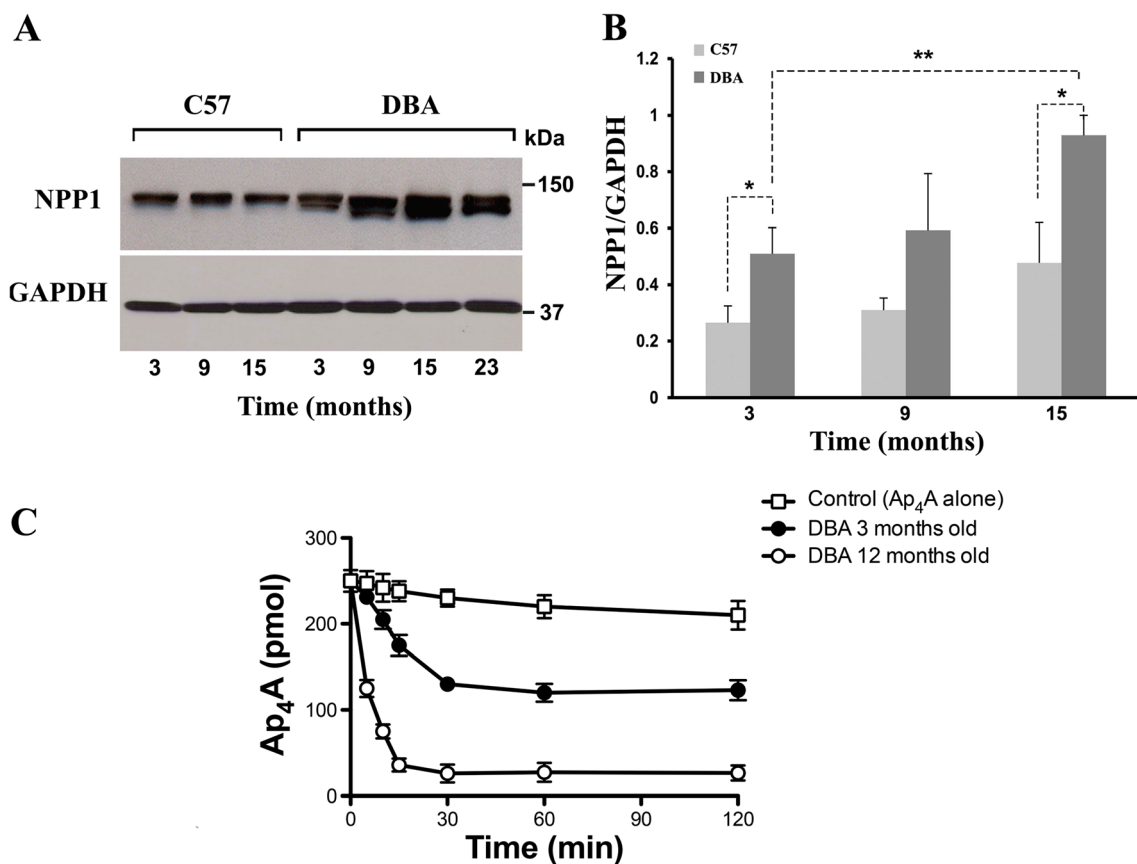 A
C57
DBA
kDa
NPP1
150
GAPDH
37
3 9 15 3 9 15 23
Time (months)
B
C57
DBA
NPP1/GAPDH
1.2
1
0.8
0.6
0.4
0.2
0
*
**
*
3 9 15
Time (months)
C
Control (Ap4A alone)
DBA 3 months old
DBA 12 months old
Ap4A (pmol)
300
200
100
0
0 30 60 90 120
Time (min)